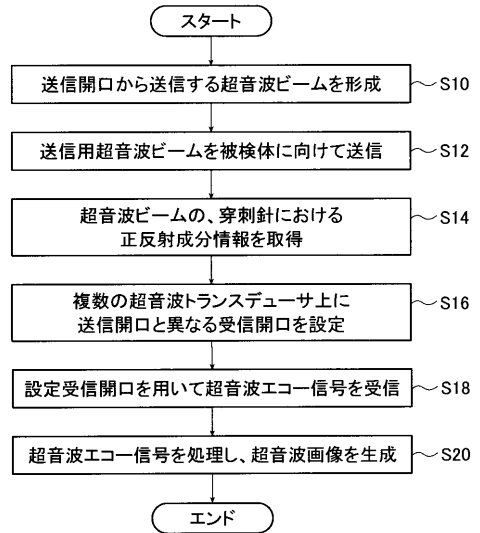 スタート
送信開口から送信する超音波ビームを形成
S10
送信用超音波ビームを被検体に向けて送信
S12
超音波ビームの、穿刺針における
正反射成分情報を取得
S14
複数の超音波トランスデューサ上に
送信開口と異なる受信開口を設定
S16
設定受信開口を用いて超音波エコー信号を受信
S18
超音波エコー信号を処理し、超音波画像を生成
S20
エンド